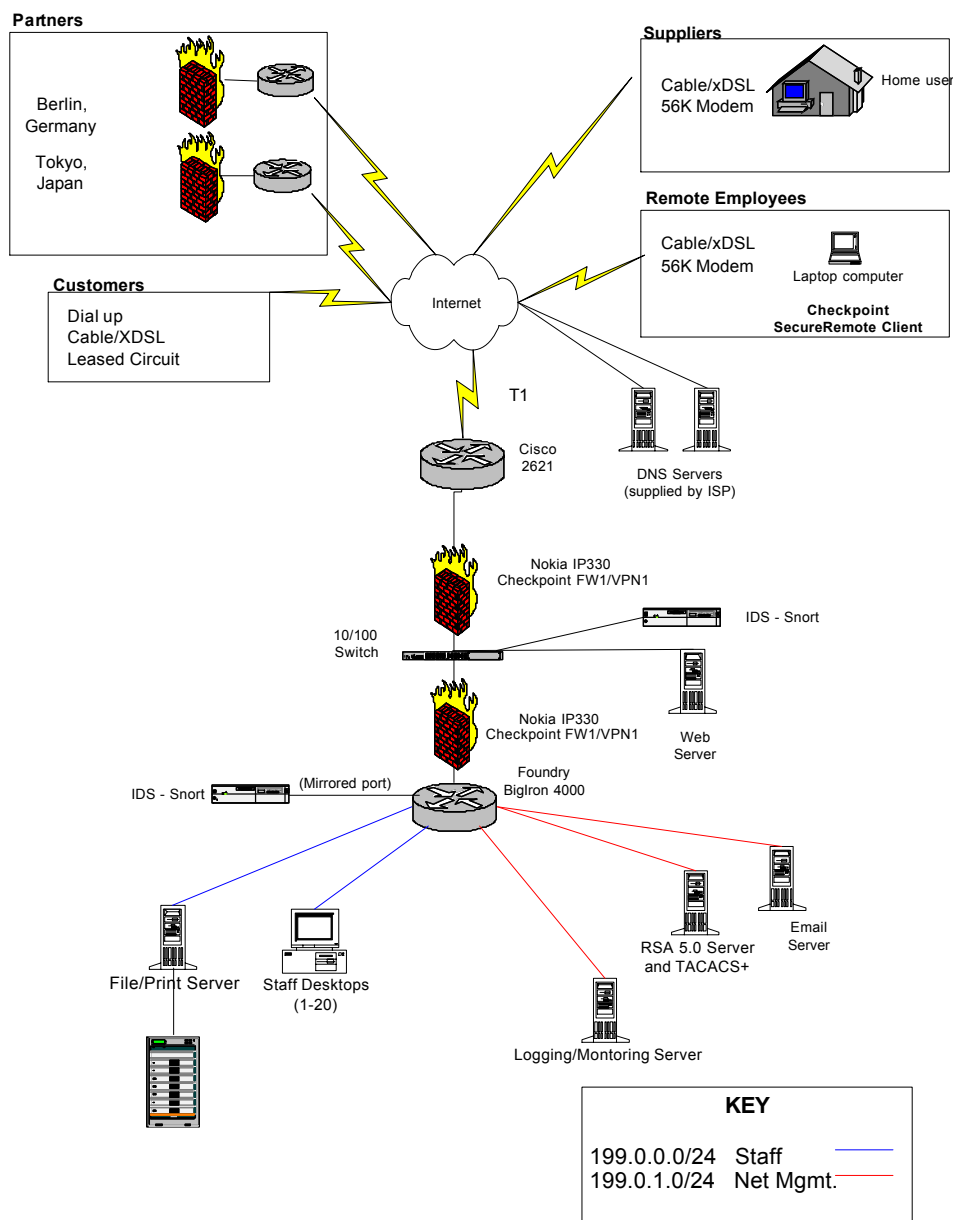 Partners
Berlin,
Germany
Tokyo,
Japan
Suppliers
Cable/xDSL
56K Modem
Home user
Remote Employees
Cable/xDSL
56K Modem
Laptop computer
Checkpoint
SecureRemote Client
Customers
Dial up
Cable/XDSL
Leased Circuit
Internet
T1
Cisco
2621
DNS Servers
(supplied by ISP)
Nokia IP330
Checkpoint FW1/VPN1
10/100
Switch
IDS - Snort
Web
Server
Nokia IP330
Checkpoint FW1/VPN1
Foundry
BigIron 4000
(Mirrored port)
IDS - Snort
File/Print Server
Staff Desktops
(1-20)
Logging/Montoring Server
RSA 5.0 Server
and TACACS+
Email
Server
KEY
199.0.0.0/24 Staff
199.0.1.0/24 Net Mgmt.